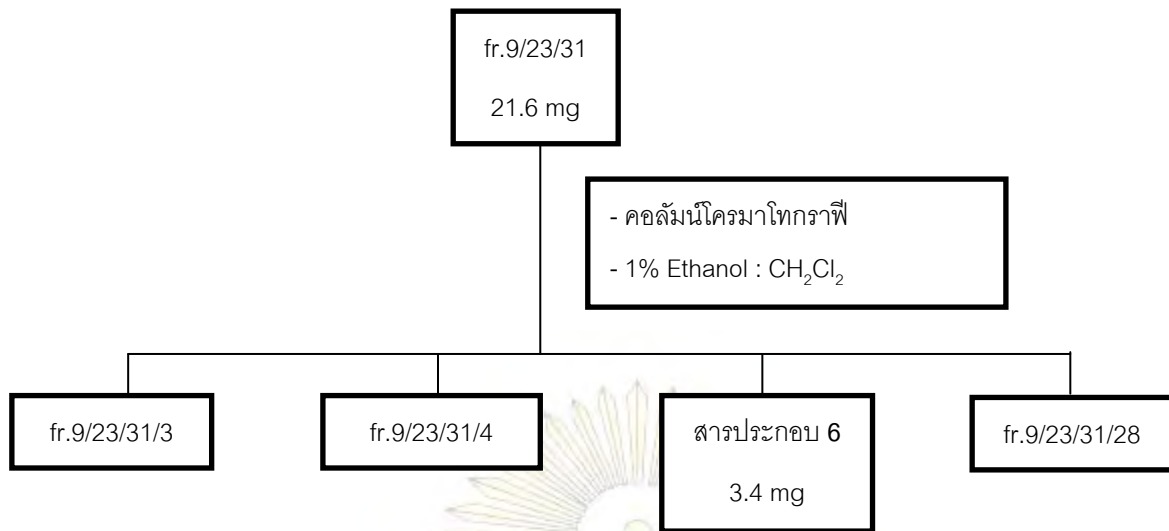 fr.9/23/31
21.6 mg
- คอลัมน์โครมาโทกราฟี
- 1% Ethanol : CH₂Cl₂
fr.9/23/31/3
fr.9/23/31/4
สารประกอบ 6
3.4 mg
fr.9/23/31/28